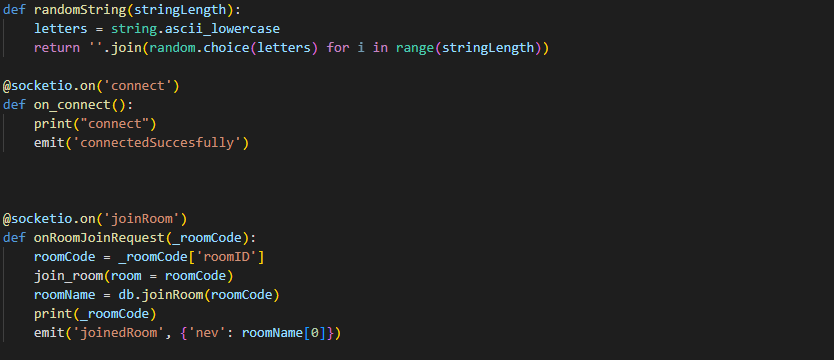 def randomString(stringLength):
    letters = string.ascii_lowercase
    return ''.join(random.choice(letters) for i in range(stringLength))
@socketio.on('connect')
def on_connect():
    print("connect")
    emit('connectedSuccesfully')
@socketio.on('joinRoom')
def onRoomJoinRequest(_roomCode):
    roomCode = _roomCode['roomID']
    join_room(room = roomCode)
    roomName = db.joinRoom(roomCode)
    print(_roomCode)
    emit('joinedRoom', {'nev': roomName[0]})